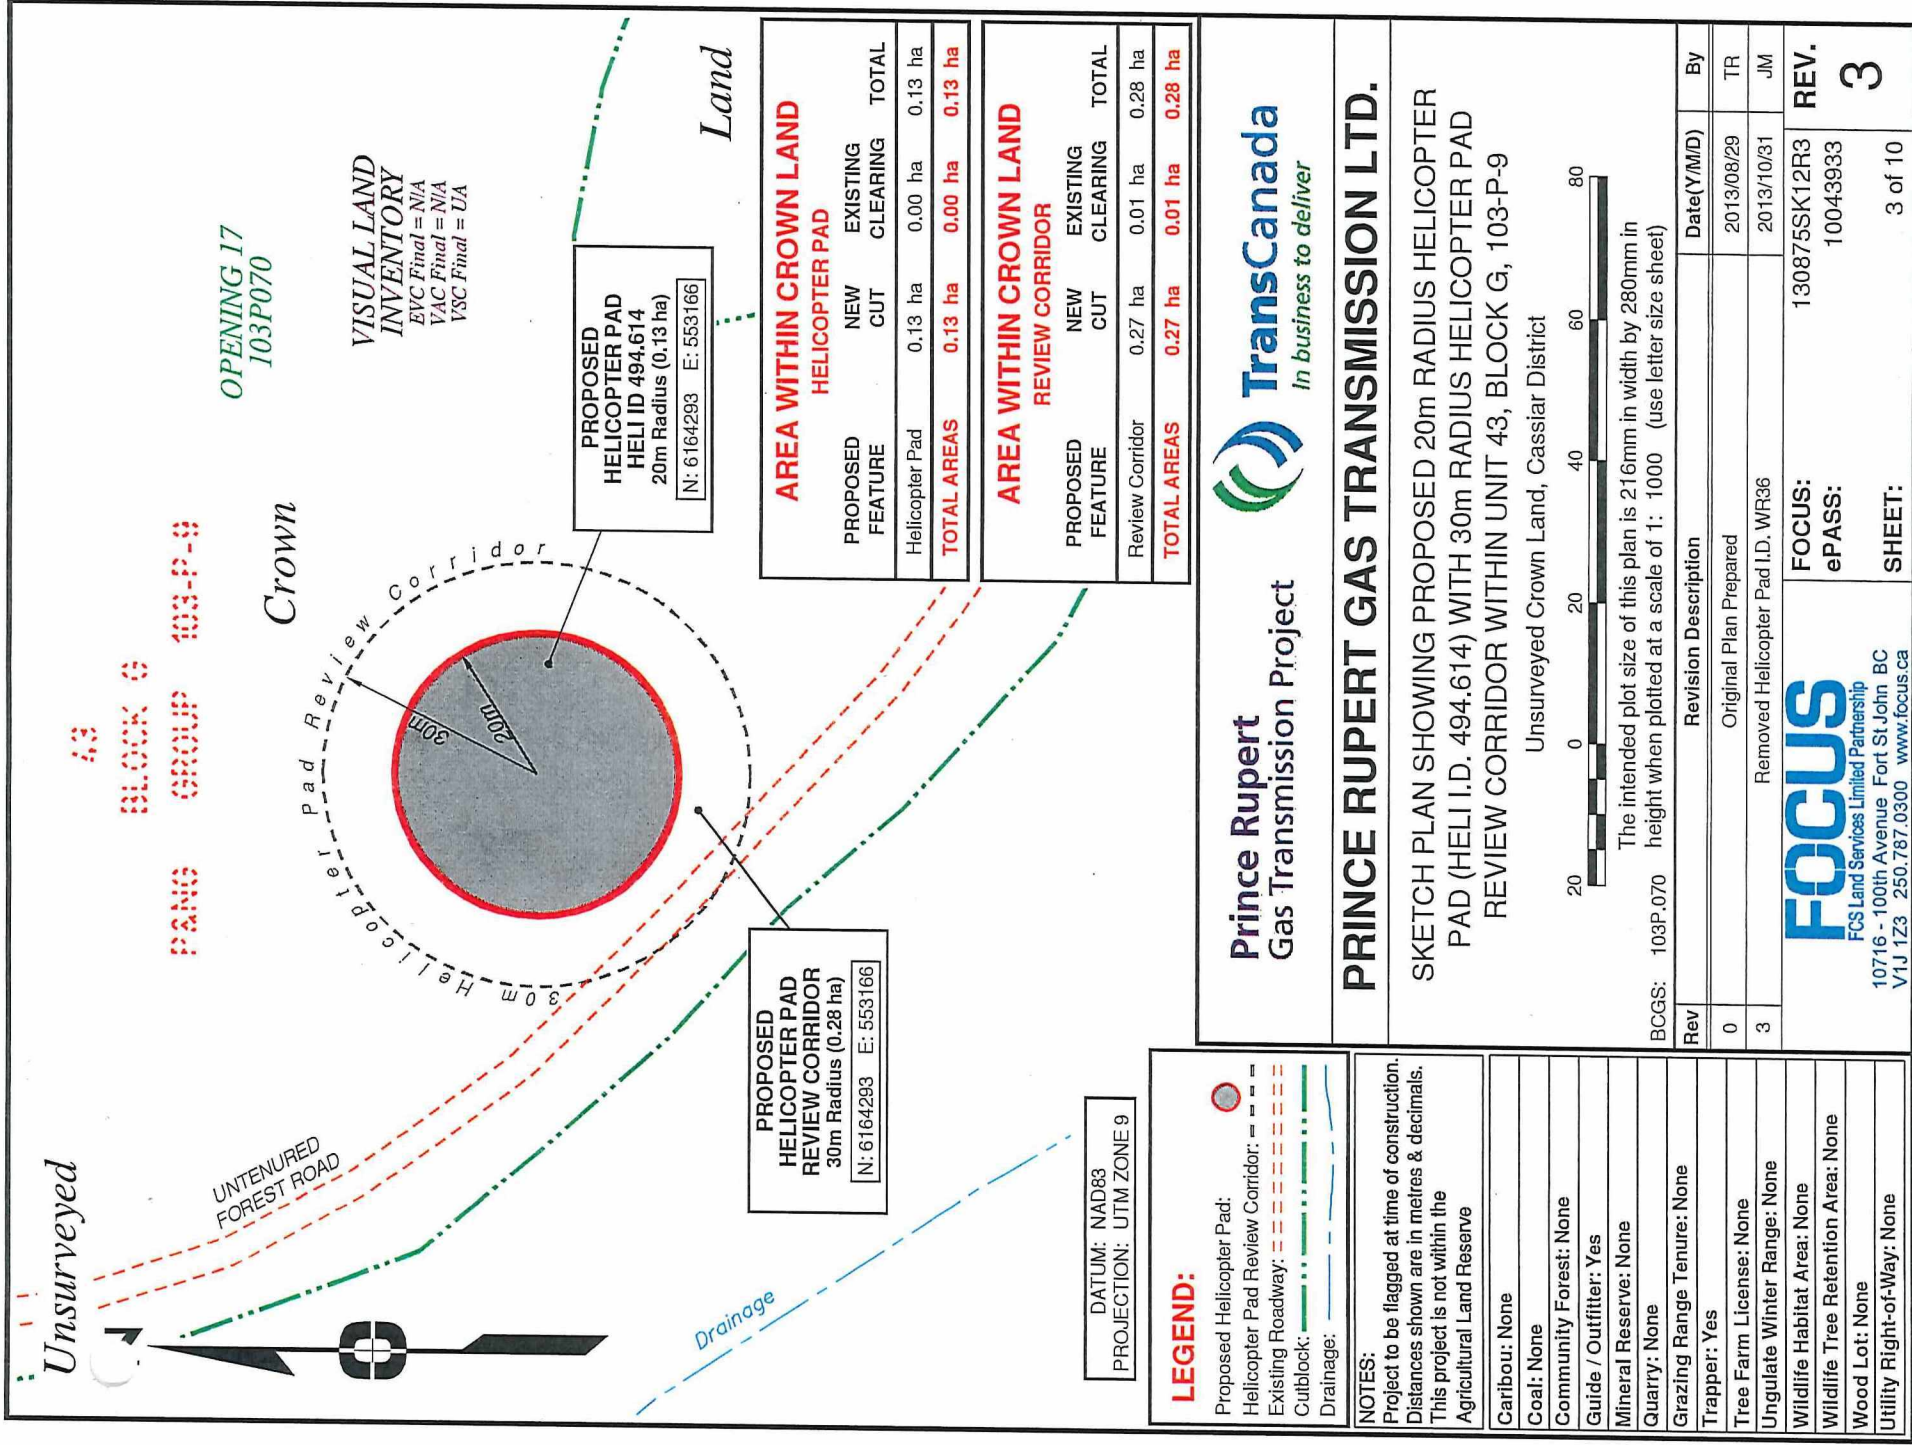 Unsurveyed
UNTENURED
FOREST ROAD
43
BLOCK G
PANG GROUP 103-P-9
Crown
OPENING 17
103P070
VISUAL LAND
INVENTORY
EVC Final = N/A
VAC Final = N/A
VSC Final = UA
Land
30m Helicopter Pad Review Corridor
30m
20m
PROPOSED
HELICOPTER PAD
HELI ID 494.614
20m Radius (0.13 ha)
N: 6164293 E: 553166
PROPOSED
HELICOPTER PAD
REVIEW CORRIDOR
30m Radius (0.28 ha)
N: 6164293 E: 553166
Drainage
DATUM: NAD83
PROJECTION: UTM ZONE 9
AREA WITHIN CROWN LAND
HELICOPTER PAD
PROPOSED NEW EXISTING TOTAL
FEATURE CUT CLEARING
Helicopter Pad 0.13 ha 0.00 ha 0.13 ha
TOTAL AREAS 0.13 ha 0.00 ha 0.13 ha
AREA WITHIN CROWN LAND
REVIEW CORRIDOR
PROPOSED NEW EXISTING TOTAL
FEATURE CUT CLEARING
Review Corridor 0.27 ha 0.01 ha 0.28 ha
TOTAL AREAS 0.27 ha 0.01 ha 0.28 ha
LEGEND:
Proposed Helicopter Pad:
Helicopter Pad Review Corridor:
Existing Roadway:
Cutblock:
Drainage:
NOTES:
Project to be flagged at time of construction.
Distances shown are in metres & decimals.
This project is not within the
Agricultural Land Reserve
Caribou: None
Coal: None
Community Forest: None
Guide / Outfitter: Yes
Mineral Reserve: None
Quarry: None
Grazing Range Tenure: None
Trapper: Yes
Tree Farm License: None
Ungulate Winter Range: None
Wildlife Habitat Area: None
Wildlife Tree Retention Area: None
Wood Lot: None
Utility Right-of-Way: None
Prince Rupert
Gas Transmission Project
TransCanada
In business to deliver
PRINCE RUPERT GAS TRANSMISSION LTD.
SKETCH PLAN SHOWING PROPOSED 20m RADIUS HELICOPTER
PAD (HELI I.D. 494.614) WITH 30m RADIUS HELICOPTER PAD
REVIEW CORRIDOR WITHIN UNIT 43, BLOCK G, 103-P-9
Unsurveyed Crown Land, Cassiar District
20 0 20 40 60 80
The intended plot size of this plan is 216mm in width by 280mm in
BCGS: 103P.070 height when plotted at a scale of 1: 1000 (use letter size sheet)
Rev Revision Description Date(Y/M/D) By
0 Original Plan Prepared 2013/08/29 TR
3 Removed Helicopter Pad I.D. WR36 2013/10/31 JM
FOCUS
FCS Land Services Limited Partnership
10716 - 100th Avenue Fort St John BC
V1J 1Z3 250.787.0300 www.focus.ca
FOCUS: 130875SK12R3
ePASS: 10043933
SHEET: 3 of 10
REV.
3